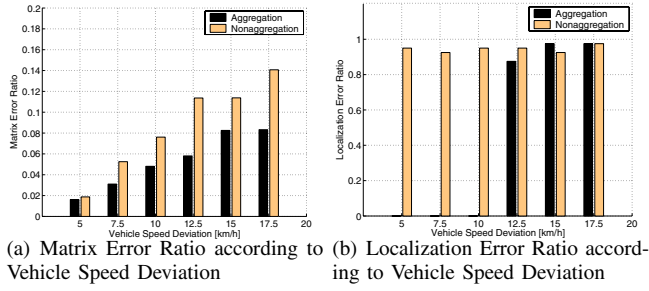 Aggregation
Nonaggregation
Matrix Error Ratio
0.2
0.18
0.16
0.14
0.12
0.1
0.08
0.06
0.04
0.02
0
5 7.5 10 12.5 15 17.5 20
Vehicle Speed Deviation [km/h]
(a) Matrix Error Ratio according to
Vehicle Speed Deviation
Aggregation
Nonaggregation
Localization Error Ratio
1
0.8
0.6
0.4
0.2
0
5 7.5 10 12.5 15 17.5 20
Vehicle Speed Deviation [km/h]
(b) Localization Error Ratio accord-
ing to Vehicle Speed Deviation